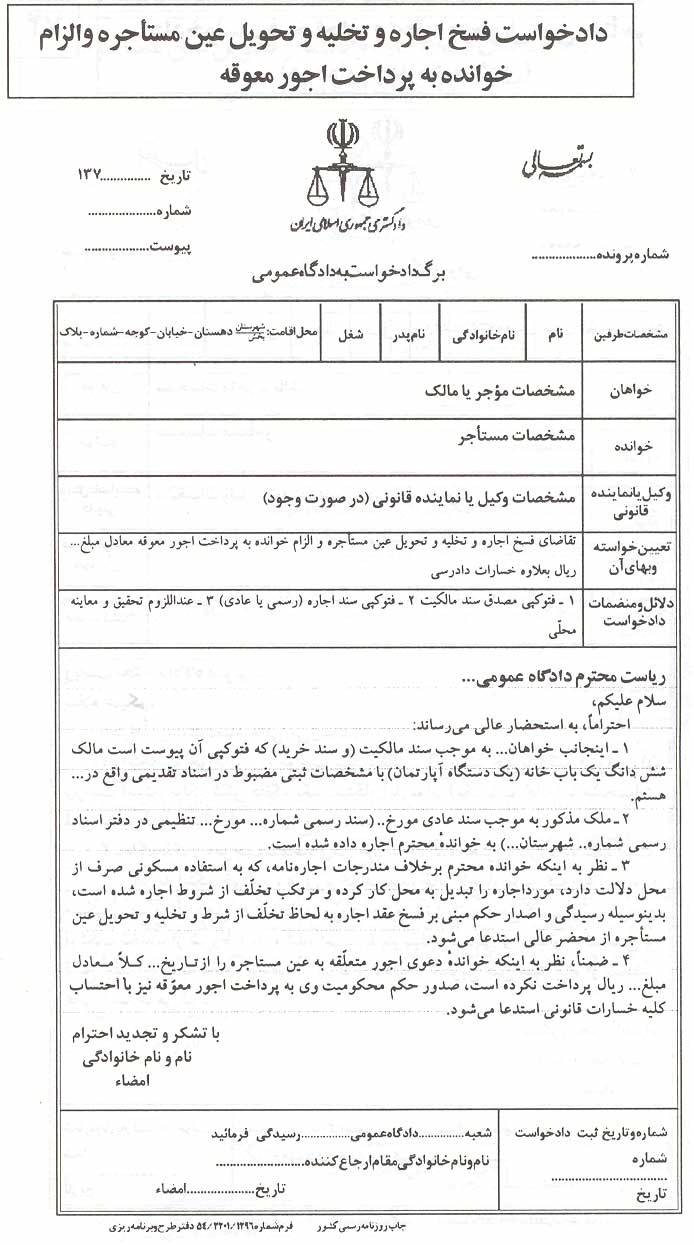 دادخواست فسخ اجاره و تخلیه و تحویل عین مستأجره والزام
خوانده به پرداخت اجور معوقه
بسمه تعالی
دادگستری جمهوری اسلامی ایران
برگ دادخواست به دادگاه عمومی
تاریخ ............... ۱۳۷
شماره....................
پیوست...................
شماره پرونده...................
مشخصات طرفین نام نام خانوادگی نام پدر شغل محل اقامت: شهرستان بخش دهستان-خیابان-کوچه-شماره-پلاک
خواهان مشخصات مؤجر یا مالک
خوانده مشخصات مستأجر
وکیل یا نماینده قانونی مشخصات وکیل یا نماینده قانونی (در صورت وجود)
تعیین خواسته تقاضای فسخ اجاره و تخلیه و تحویل عین مستأجره و الزام خوانده به پرداخت اجور معوقه معادل مبلغ...
وبهای آن ریال بعلاوه خسارات دادرسی
دلائل و منضمات ۱ ـ فتوکپی مصدق سند مالکیت ۲ ـ فتوکپی سند اجاره (رسمی یا عادی) ۳ ـ عنداللزوم تحقیق و معاینه
دادخواست محلّی
ریاست محترم دادگاه عمومی...
سلام علیکم،
احتراماً، به استحضار عالی می‌رساند:
۱ ـ اینجانب خواهان... به موجب سند مالکیت (و سند خرید) که فتوکپی آن پیوست است مالک
شش دانگ یک باب خانه (یک دستگاه آپارتمان) با مشخصات ثبتی مضبوط در اسناد تقدیمی واقع در...
هستم.
۲ ـ ملک مذکور به موجب سند عادی مورخ.. (سند رسمی شماره... مورخ... تنظیمی در دفتر اسناد
رسمی شماره.. شهرستان...) به خواندهٔ محترم اجاره داده شده است.
۳ ـ نظر به اینکه خوانده محترم برخلاف مندرجات اجاره‌نامه، که به استفاده مسکونی صرف از
محل دلالت دارد، مورداجاره را تبدیل به محل کار کرده و مرتکب تخلّف از شروط اجاره شده است،
بدینوسیله رسیدگی و اصدار حکم مبنی بر فسخ عقد اجاره به لحاظ تخلّف از شرط و تخلیه و تحویل عین
مستأجره از محضر عالی استدعا می‌شود.
۴ ـ ضمناً، نظر به اینکه خواندهٔ دعوی اجور متعلّقه به عین مستاجره را از تاریخ... کلاً معادل
مبلغ... ریال پرداخت نکرده است، صدور حکم محکومیت وی به پرداخت اجور معوّقه نیز با احتساب
کلیه خسارات قانونی استدعا می‌شود.
با تشکر و تجدید احترام
نام و نام خانوادگی
امضاء
شماره و تاریخ ثبت دادخواست
شماره
..............................
تاریخ
شعبه..............دادگاه عمومی...............رسیدگی فرمائید
نام و نام خانوادگی مقام ارجاع کننده..........................
تاریخ....................امضاء
چاپ روزنامه رسمی کشور فرم شماره ۵۴/۳۲۰۱/۱۲۹۶ دفتر طرح و برنامه ریزی